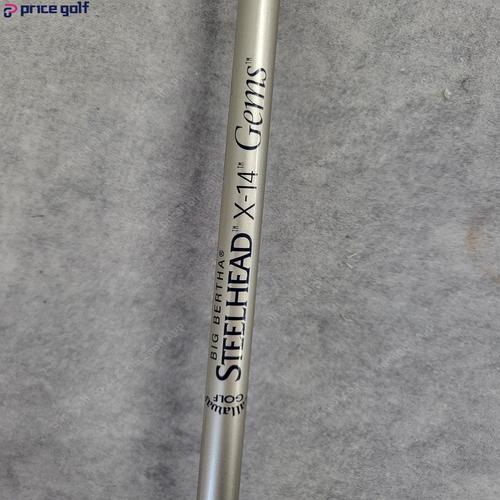 price golf
BIG BERTHA®
STEELHEAD™ X-14™ Gems™
Callaway
GOLF